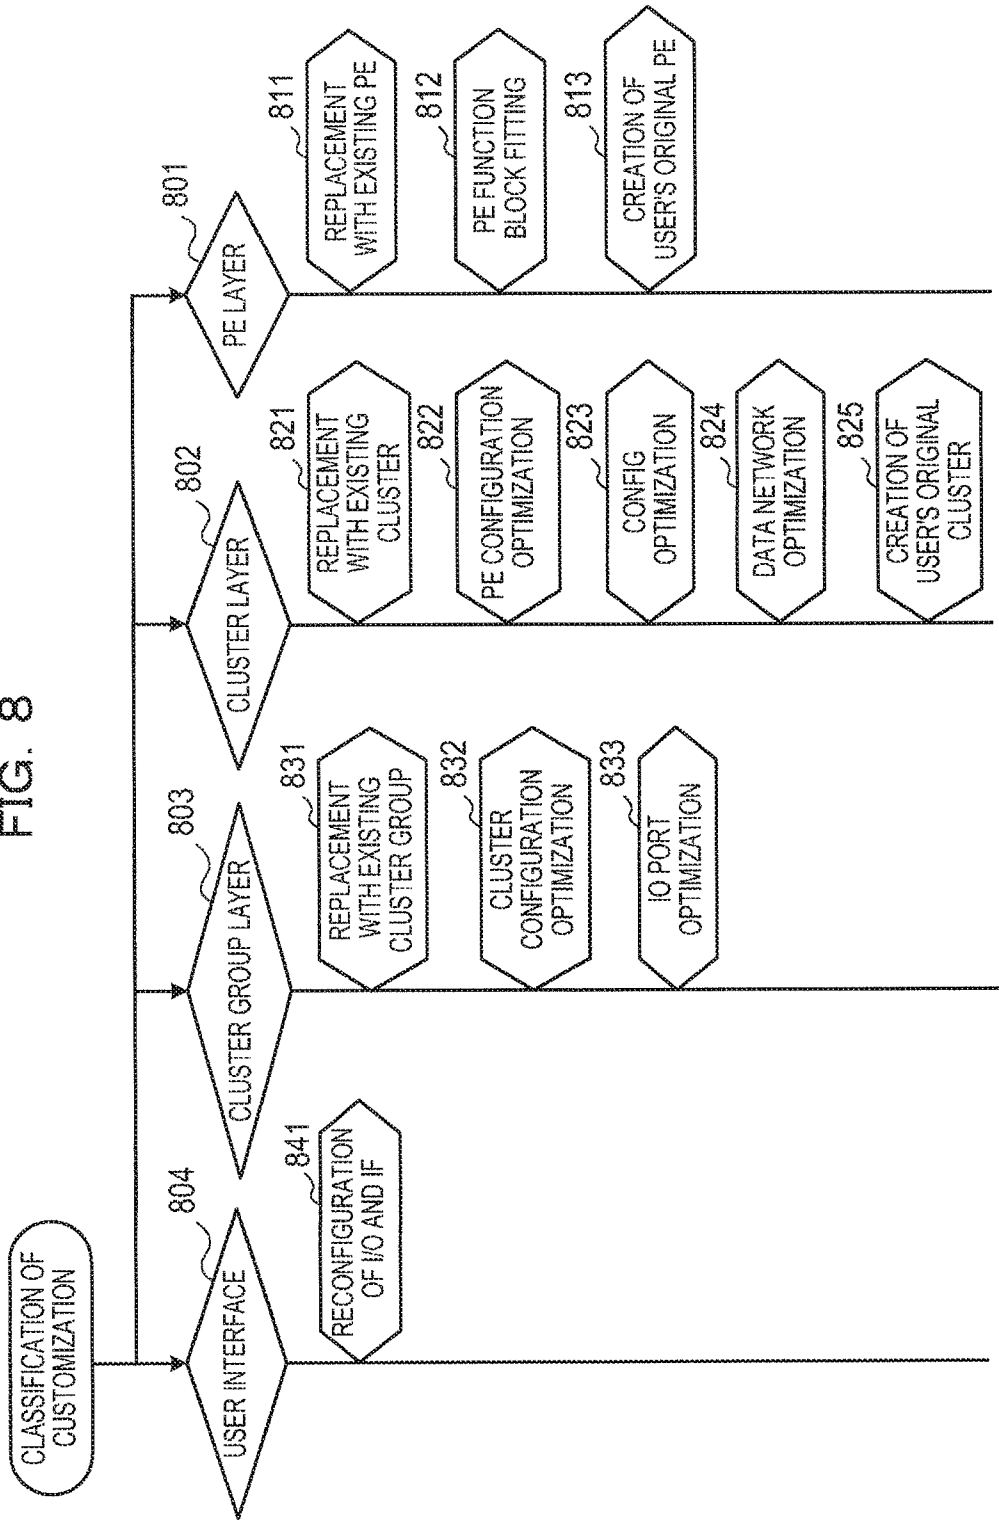 FIG. 8
CLASSIFICATION OF
CUSTOMIZATION
804
USER INTERFACE
841
RECONFIGURATION
OF I/O AND IF
803
CLUSTER GROUP LAYER
831
REPLACEMENT
WITH EXISTING
CLUSTER GROUP
832
CLUSTER
CONFIGURATION
OPTIMIZATION
833
IO PORT
OPTIMIZATION
802
CLUSTER LAYER
821
REPLACEMENT
WITH EXISTING
CLUSTER
822
PE CONFIGURATION
OPTIMIZATION
823
CONFIG
OPTIMIZATION
824
DATA NETWORK
OPTIMIZATION
825
CREATION OF
USER'S ORIGINAL
CLUSTER
801
PE LAYER
811
REPLACEMENT
WITH EXISTING PE
812
PE FUNCTION
BLOCK FITTING
813
CREATION OF
USER'S ORIGINAL PE